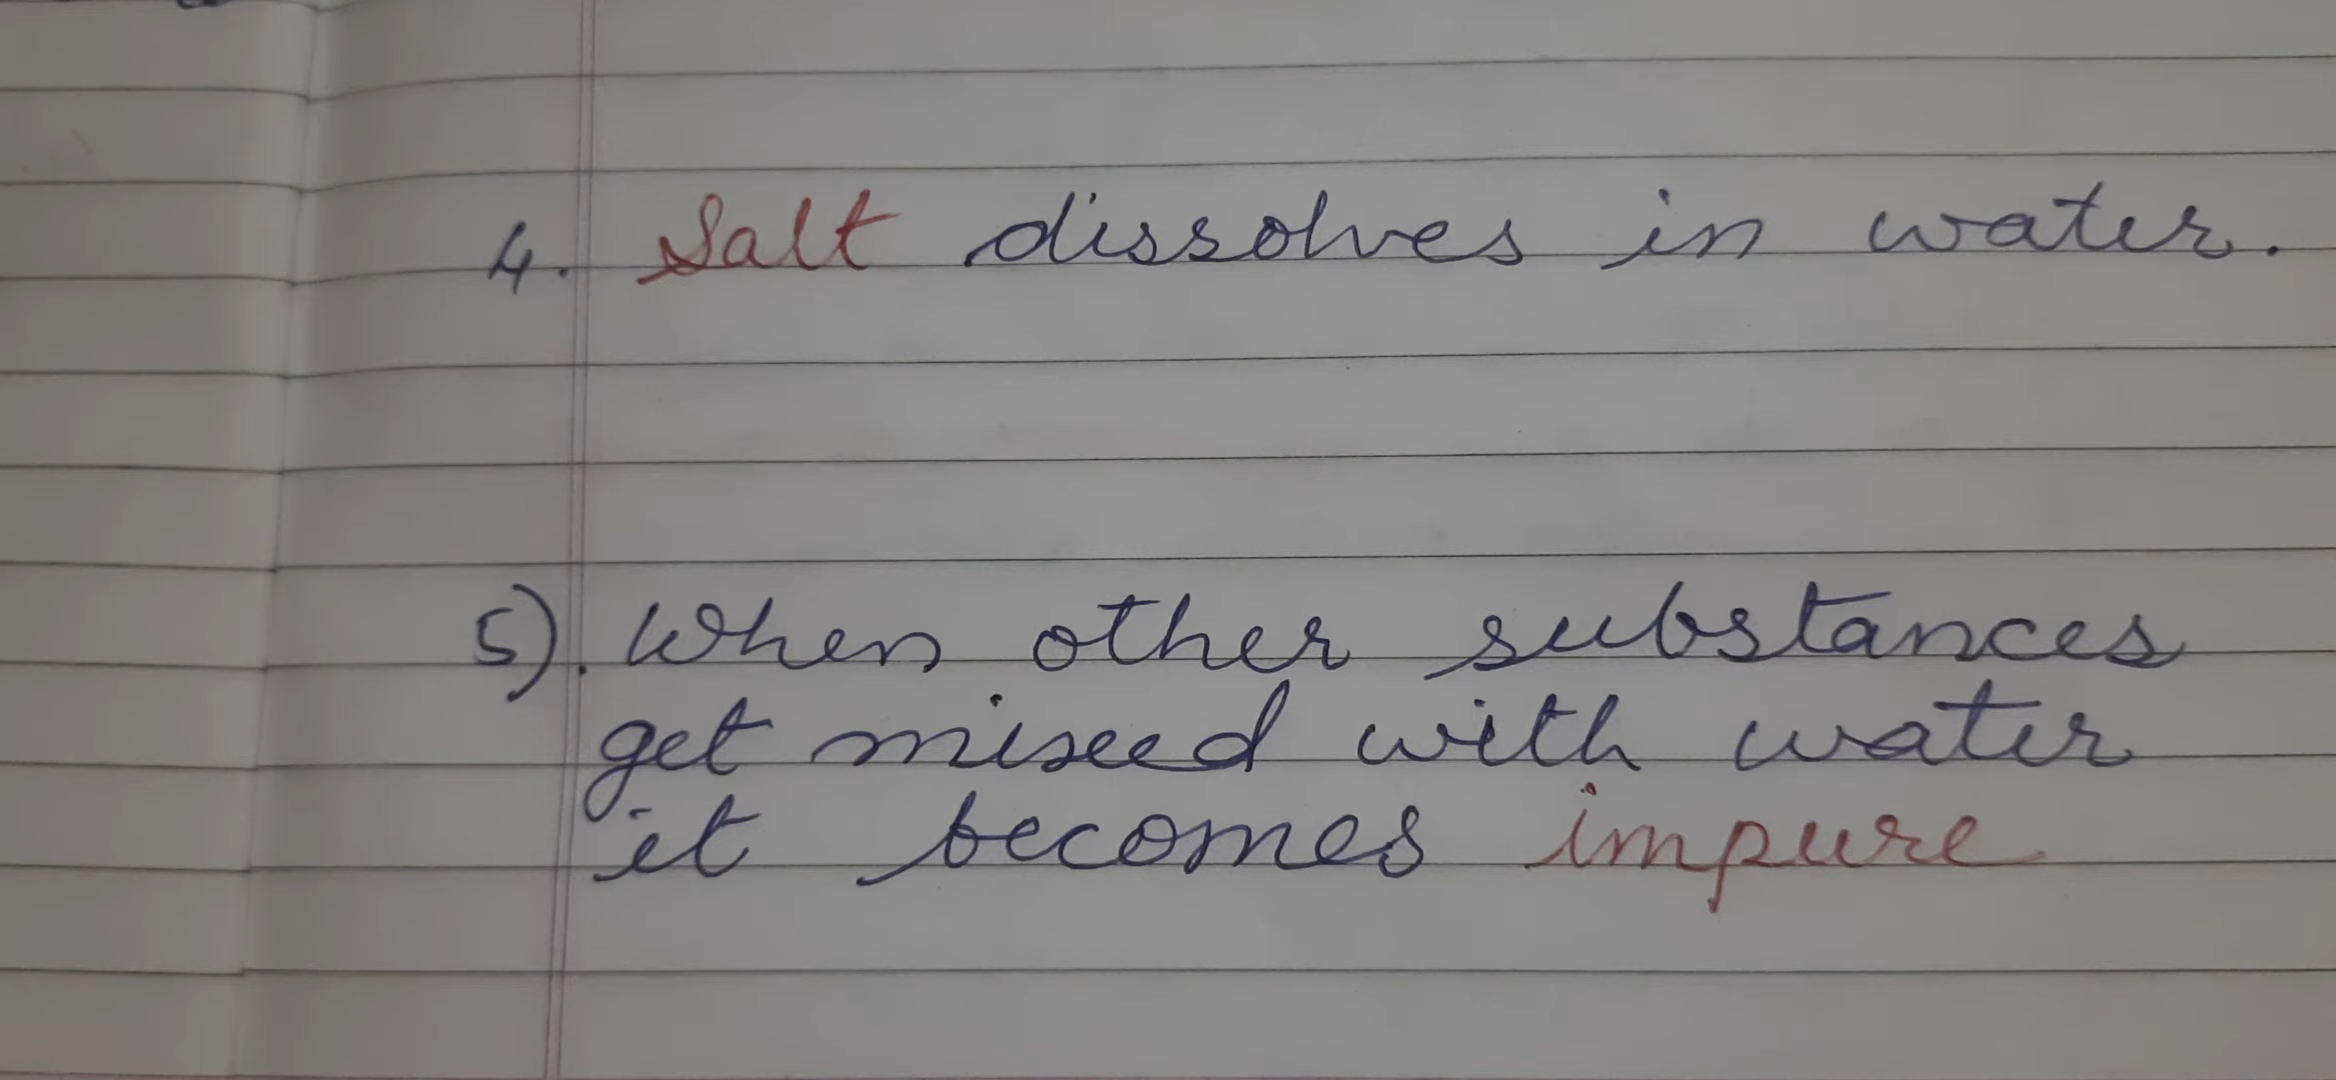 4. Salt dissolves in water.
5). When other substances
get mixed with water
it becomes impure